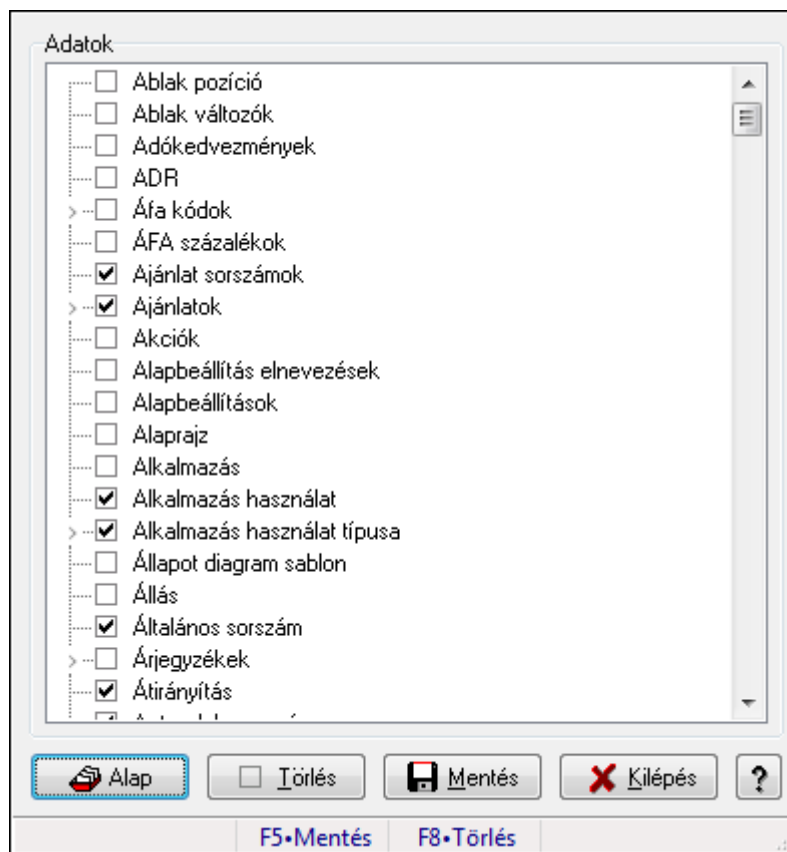 Adatok
Ablak pozíció
Ablak változók
Adókedvezmények
ADR
Áfa kódok
ÁFA százalékok
Ajánlat sorszámok
Ajánlatok
Akciók
Alapbeállítás elnevezések
Alapbeállítások
Alaprajz
Alkalmazás
Alkalmazás használat
Alkalmazás használat típusa
Állapot diagram sablon
Állás
Általános sorszám
Árjegyzékek
Átirányítás
Alap Törlés Mentés Kilépés ?
F5•Mentés F8•Törlés